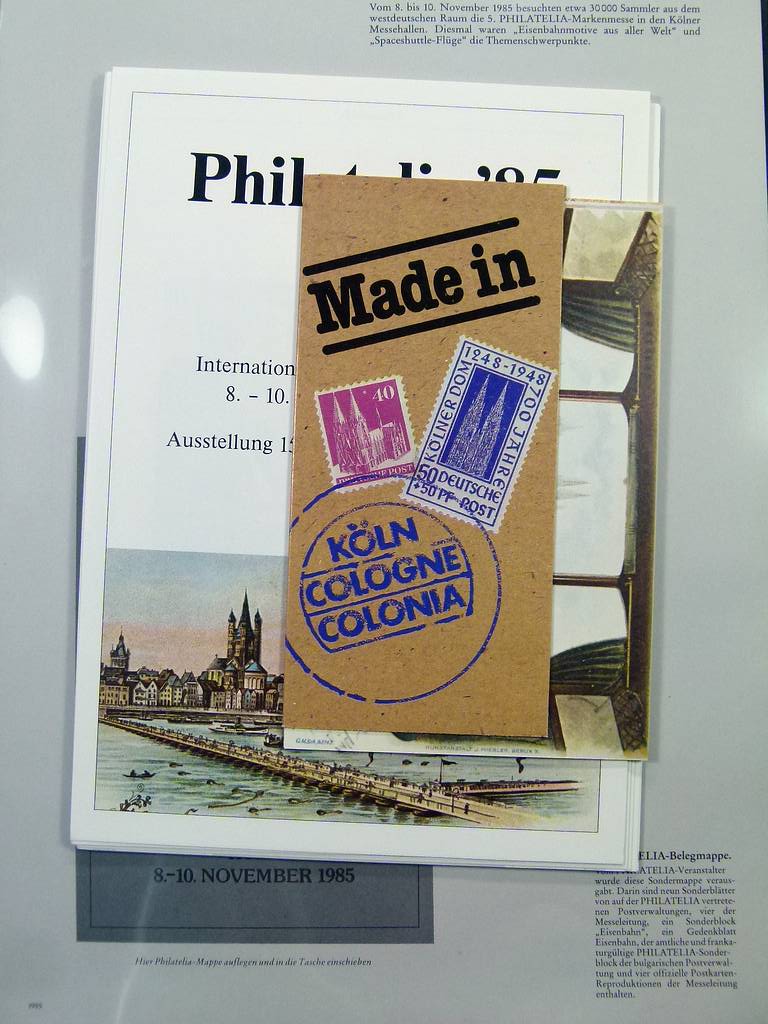 Vom 8. bis 10. November 1985 besuchten etwa 30000 Sammler aus dem
westdeutschen Raum die 5. PHILATELIA-Markenmesse in den Kölner
Messehallen. Diesmal waren „Eisenbahnmotive aus aller Welt“ und
„Spaceshuttle-Flüge“ die Themenschwerpunkte.
Philatelia '85
Made in
Internation
8. – 10.
Ausstellung
40
DEUTSCHE POST
1248-1948
KÖLNER DOM
700 JAHRE
50 DEUTSCHE
+50 PF POST
KÖLN
COLOGNE
COLONIA
8.–10. NOVEMBER 1985
Hier Philatelia-Mappe auflegen und in die Tasche einschieben
ELIA-Belegmappe.
ATELIA-Veranstalter
wurde diese Sondermappe veraus-
gabt. Darin sind neun Sonderblätter
von auf der PHILATELIA vertrete-
nen Postverwaltungen, vier der
Messeleitung, ein Sonderblock
„Eisenbahn“, ein Gedenkblatt
Eisenbahn, der amtliche und franka-
turgültige PHILATELIA-Sonder-
block der bulgarischen Postverwal-
tung und vier offizielle Postkarten-
Reproduktionen der Messeleitung
enthalten.